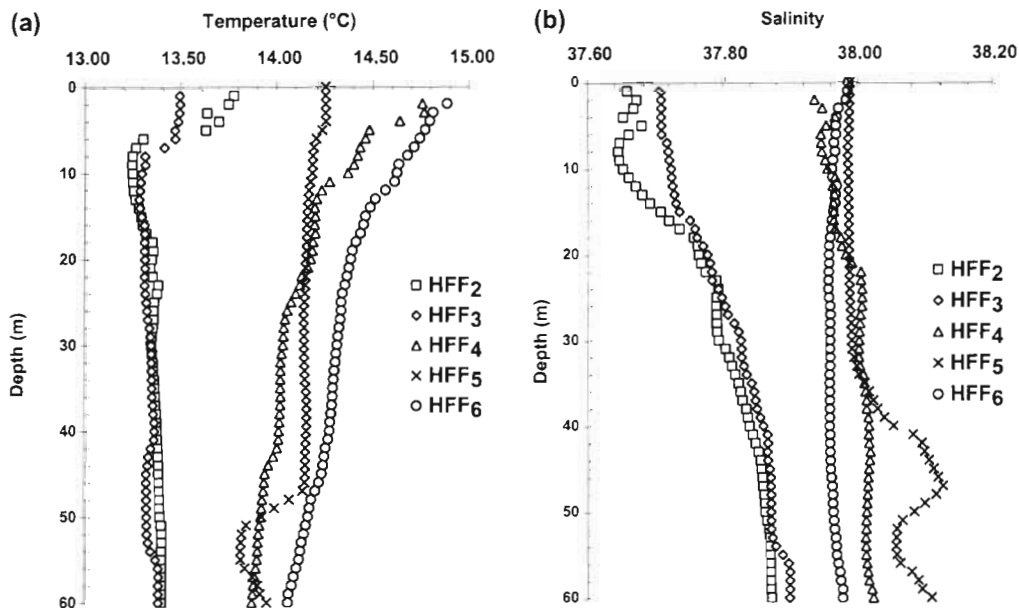 (a)
Temperature (°C)
13.00 13.50 14.00 14.50 15.00
0
10
20
30
40
50
60
Depth (m)
HFF2
HFF3
HFF4
HFF5
HFF6
(b)
Salinity
37.60 37.80 38.00 38.20
0
10
20
30
40
50
60
Depth (m)
HFF2
HFF3
HFF4
HFF5
HFF6